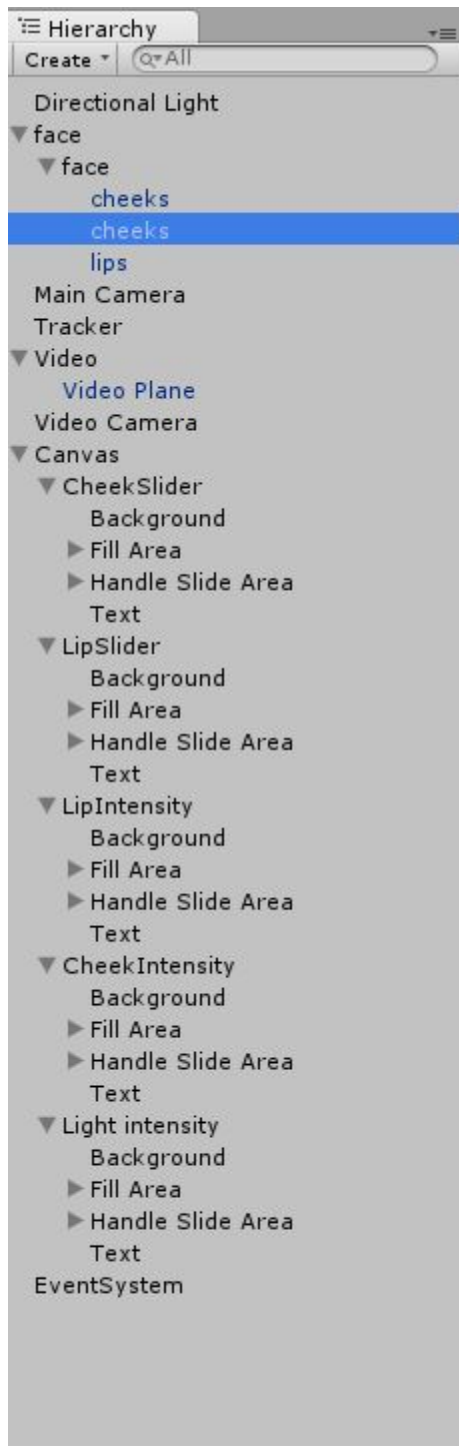 Hierarchy
Create All
Directional Light
face
face
cheeks
cheeks
lips
Main Camera
Tracker
Video
Video Plane
Video Camera
Canvas
CheekSlider
Background
Fill Area
Handle Slide Area
Text
LipSlider
Background
Fill Area
Handle Slide Area
Text
LipIntensity
Background
Fill Area
Handle Slide Area
Text
CheekIntensity
Background
Fill Area
Handle Slide Area
Text
Light intensity
Background
Fill Area
Handle Slide Area
Text
EventSystem